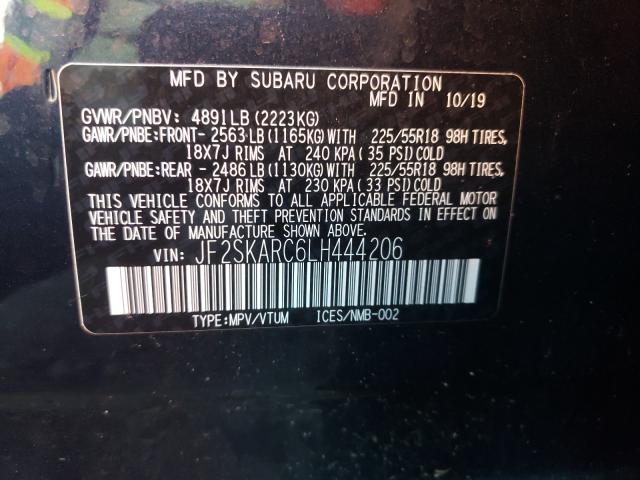 MFD BY SUBARU CORPORATION
MFD IN 10/19
GVWR/PNBV: 4891LB (2223KG)
GAWR/PNBE:FRONT- 2563 LB (1165KG) WITH 225/55R18 98H TIRES,
18X7J RIMS AT 240 KPA (35 PSI) COLD
GAWR/PNBE:REAR - 2486 LB (1130KG) WITH 225/55R18 98H TIRES,
18X7J RIMS AT 230 KPA (33 PSI) COLD
THIS VEHICLE CONFORMS TO ALL APPLICABLE FEDERAL MOTOR
VEHICLE SAFETY AND THEFT PREVENTION STANDARDS IN EFFECT ON
THE DATE OF MANUFACTURE SHOWN ABOVE.
VIN: JF2SKARC6LH444206
TYPE:MPV/VTUM ICES/NMB-002